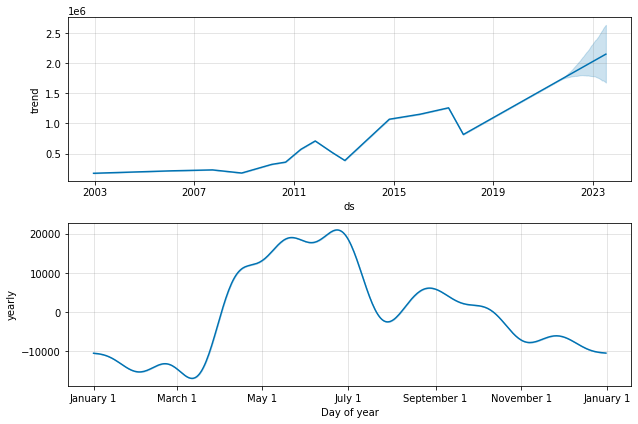 1e6
2.5
2.0
1.5
1.0
0.5
trend
2003 2007 2011 2015 2019 2023
ds
20000
10000
0
−10000
yearly
January 1 March 1 May 1 July 1 September 1 November 1 January 1
Day of year